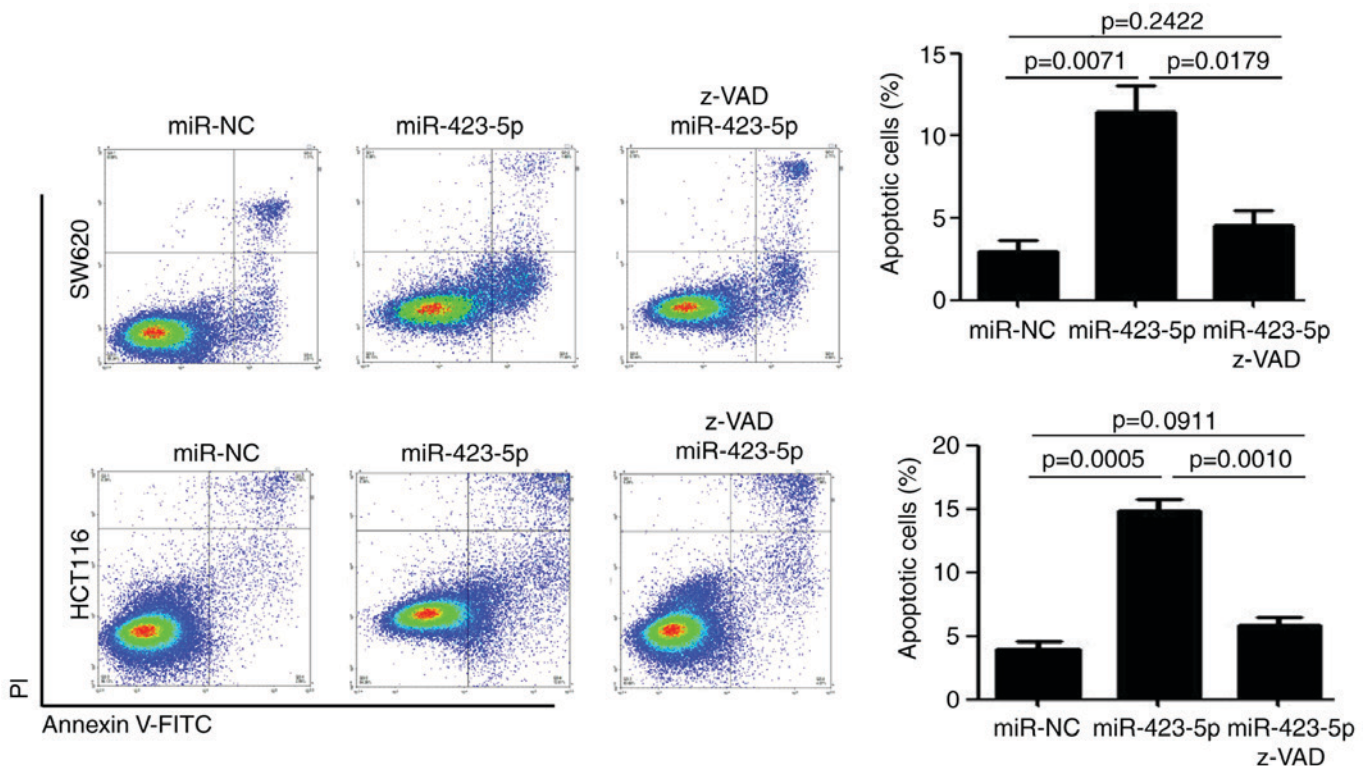 miR-NC
miR-423-5p
z-VAD
miR-423-5p
SW620
p=0.2422
p=0.0071
p=0.0179
Apoptotic cells (%)
15
10
5
0
miR-NC
miR-423-5p
miR-423-5p
z-VAD
miR-NC
miR-423-5p
z-VAD
miR-423-5p
HCT116
PI
Annexin V-FITC
p=0.0911
p=0.0005
p=0.0010
Apoptotic cells (%)
20
15
10
5
0
miR-NC
miR-423-5p
miR-423-5p
z-VAD